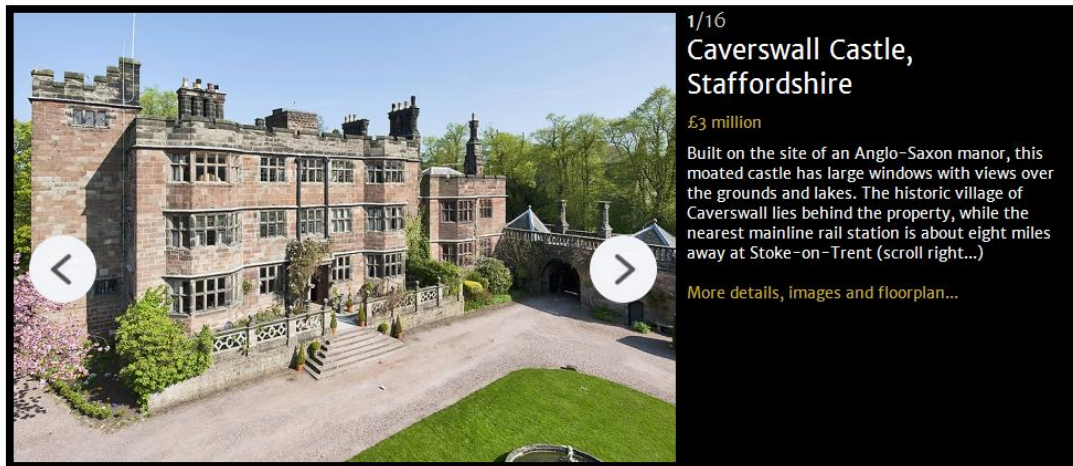 1/16
Caverswall Castle,
Staffordshire
£3 million
Built on the site of an Anglo-Saxon manor, this
moated castle has large windows with views over
the grounds and lakes. The historic village of
Caverswall lies behind the property, while the
nearest mainline rail station is about eight miles
away at Stoke-on-Trent (scroll right...)
More details, images and floorplan...